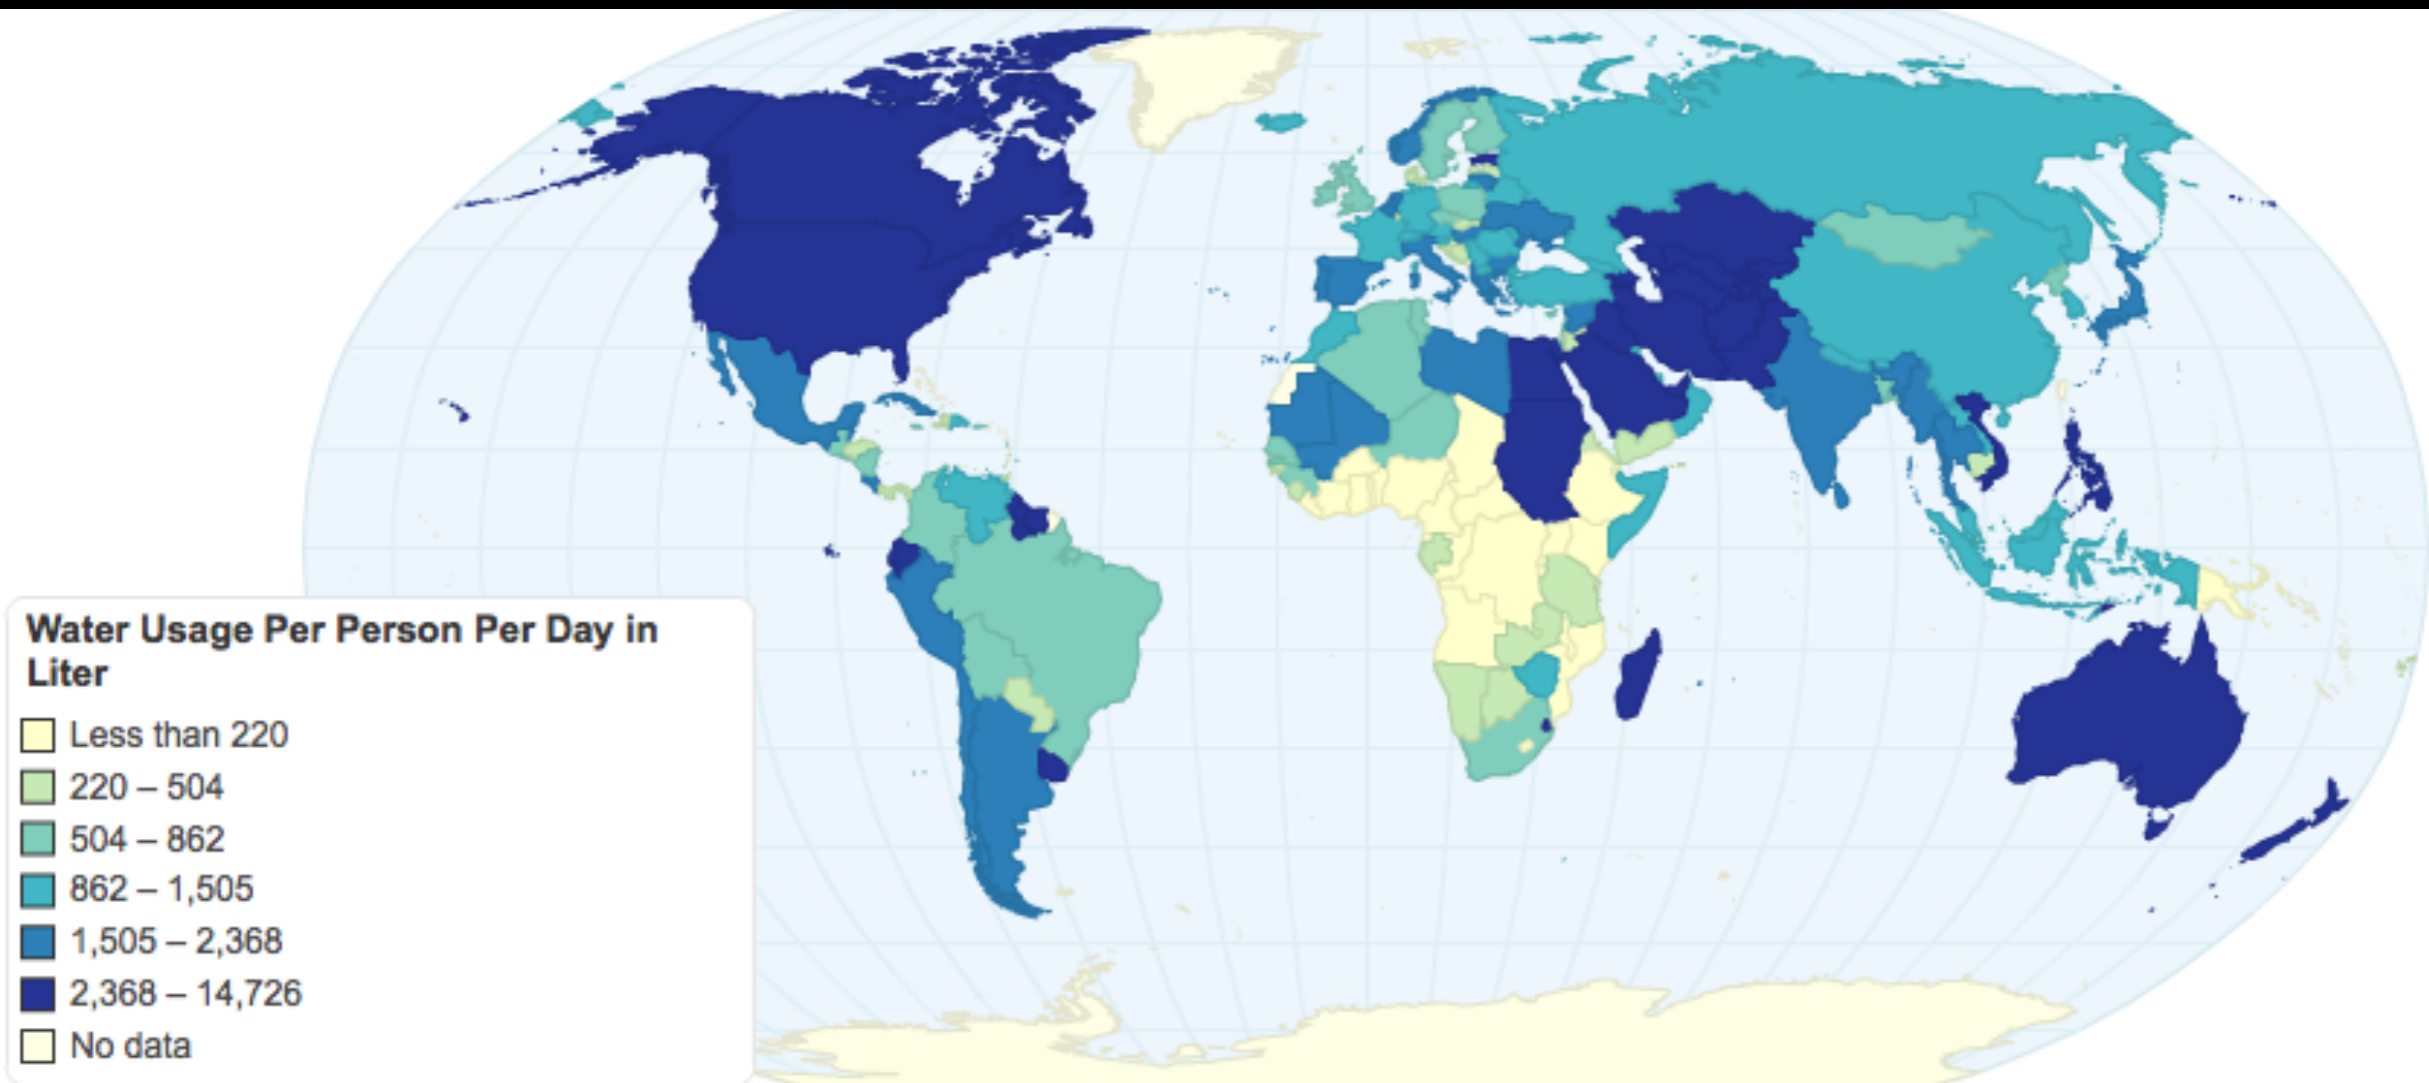 Water Usage Per Person Per Day in
Liter
Less than 220
220 – 504
504 – 862
862 – 1,505
1,505 – 2,368
2,368 – 14,726
No data